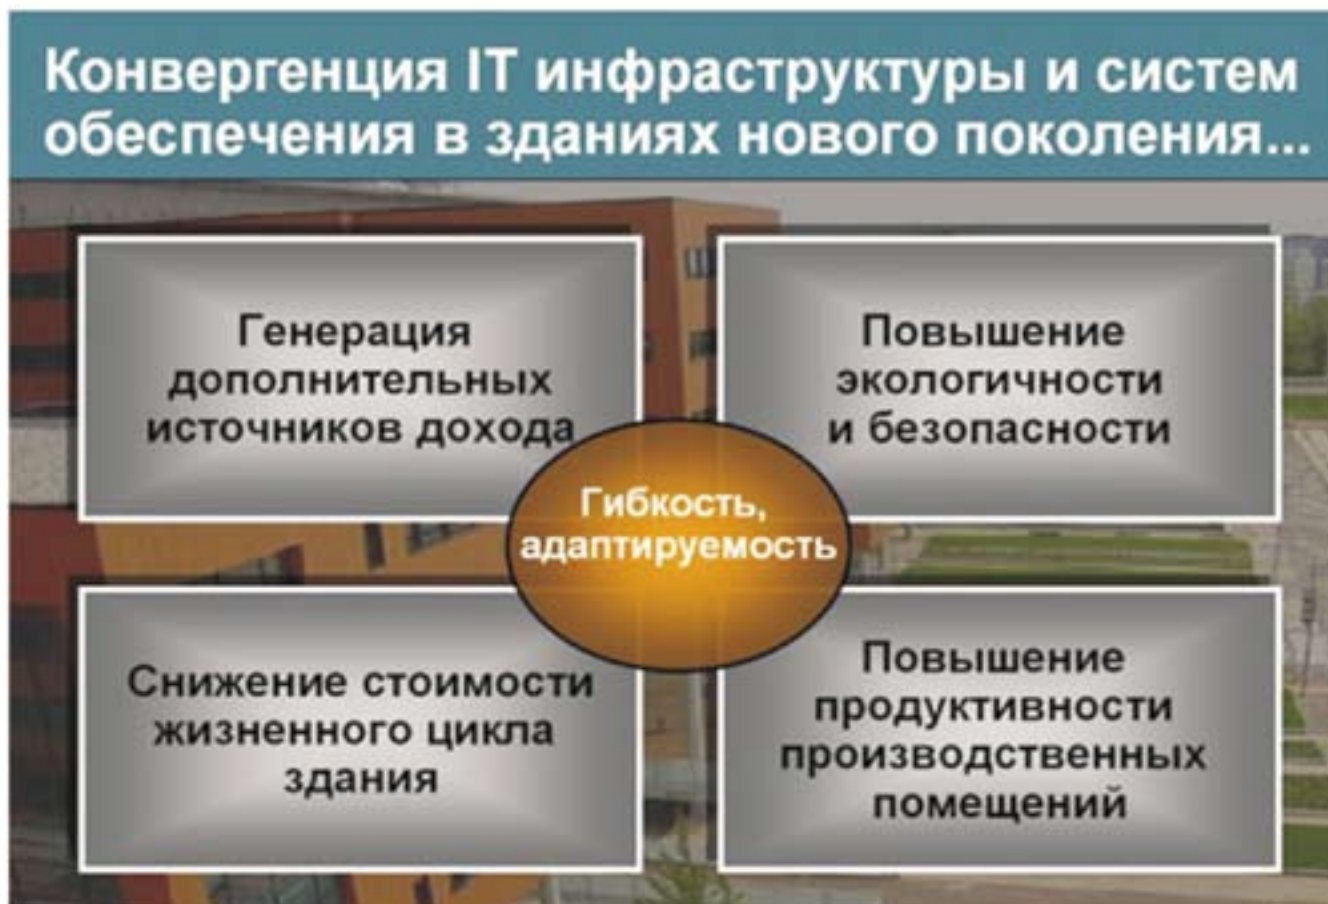 Конвергенция IT инфраструктуры и систем
обеспечения в зданиях нового поколения...
Генерация
дополнительных
источников дохода
Повышение
экологичности
и безопасности
Гибкость,
адаптируемость
Снижение стоимости
жизненного цикла
здания
Повышение
продуктивности
производственных
помещений